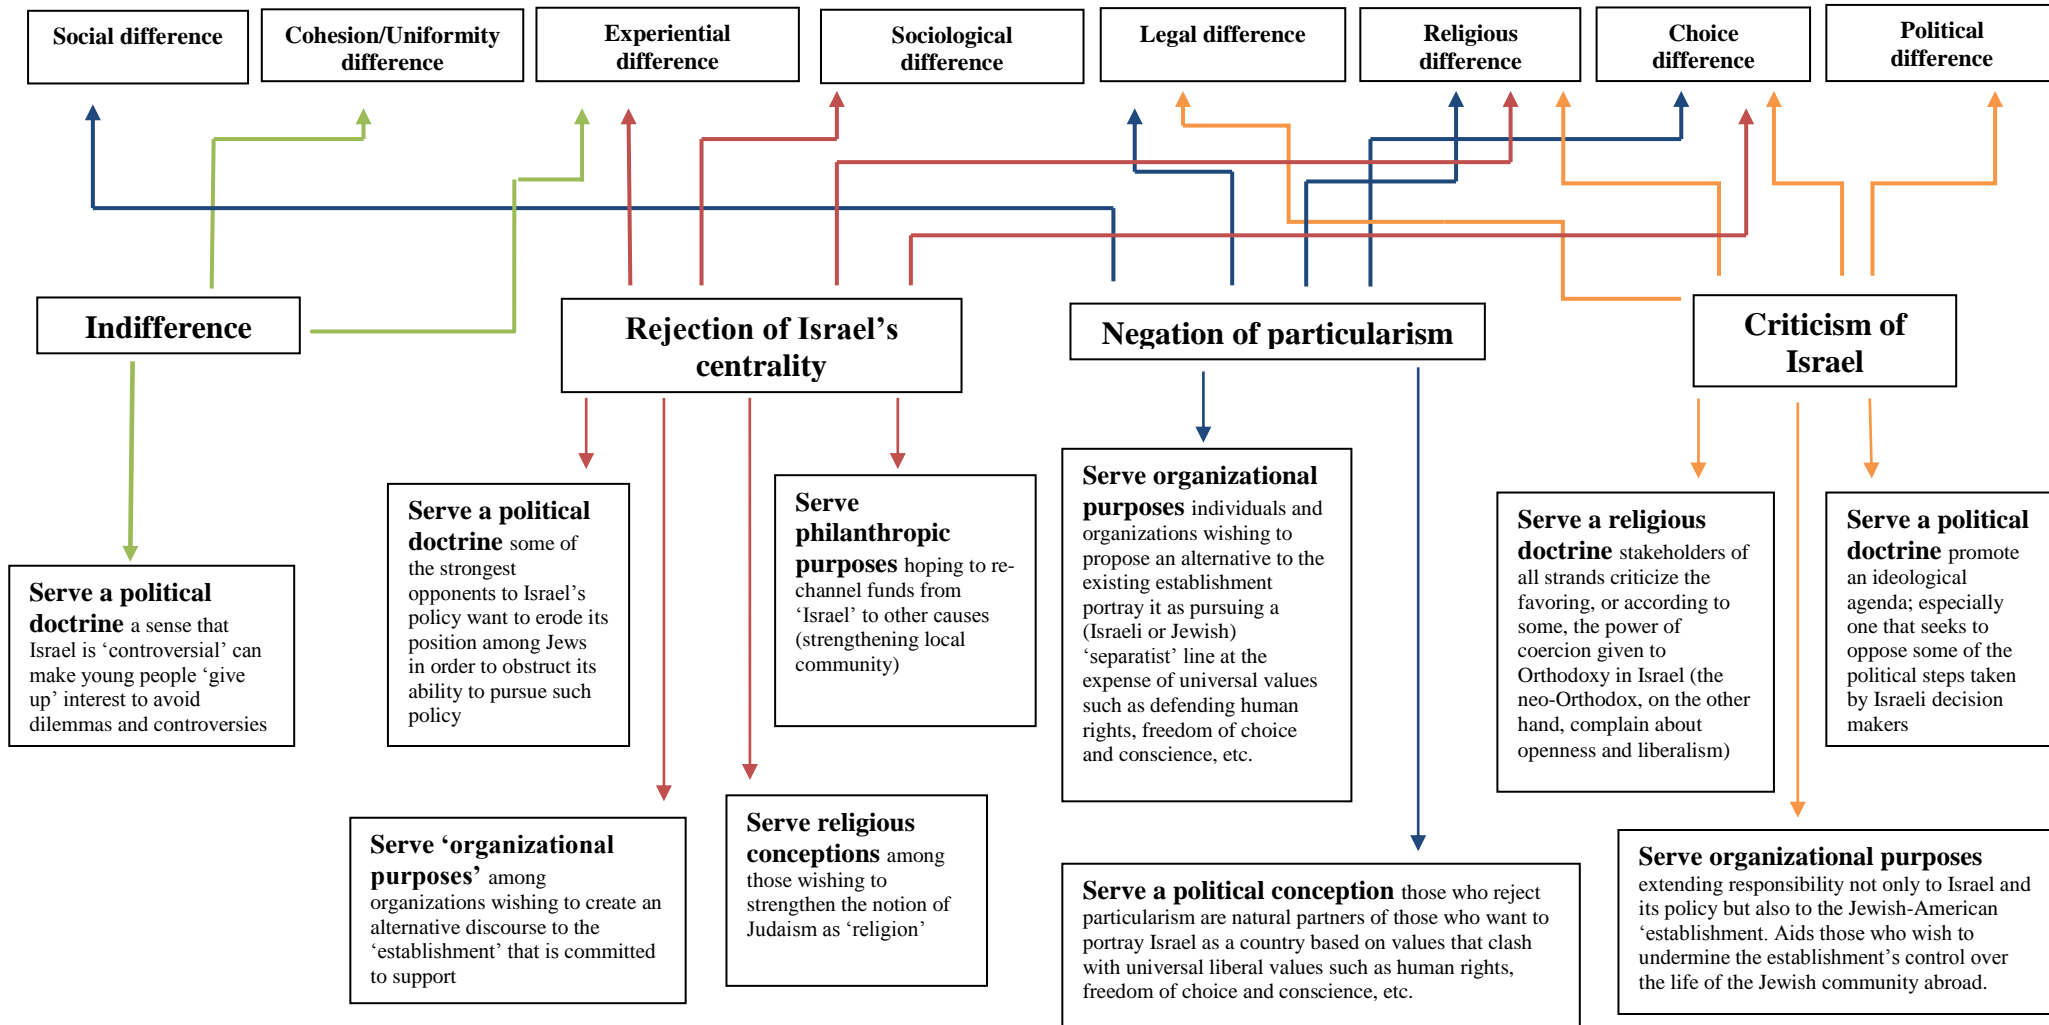 Social difference
Cohesion/Uniformity
difference
Experiential
difference
Sociological
difference
Legal difference
Religious
difference
Choice
difference
Political
difference
Indifference
Rejection of Israel’s
centrality
Negation of particularism
Criticism of
Israel
Serve a political
doctrine a sense that
Israel is ‘controversial’ can
make young people ‘give
up’ interest to avoid
dilemmas and controversies
Serve a political
doctrine some of
the strongest
opponents to Israel’s
policy want to erode its
position among Jews
in order to obstruct its
ability to pursue such
policy
Serve
philanthropic
purposes hoping to re-
channel funds from
‘Israel’ to other causes
(strengthening local
community)
Serve organizational
purposes individuals and
organizations wishing to
propose an alternative to the
existing establishment
portray it as pursuing a
(Israeli or Jewish)
‘separatist’ line at the
expense of universal values
such as defending human
rights, freedom of choice
and conscience, etc.
Serve a religious
doctrine stakeholders of
all strands criticize the
favoring, or according to
some, the power of
coercion given to
Orthodoxy in Israel (the
neo-Orthodox, on the other
hand, complain about
openness and liberalism)
Serve a political
doctrine promote
an ideological
agenda; especially
one that seeks to
oppose some of the
political steps taken
by Israeli decision
makers
Serve ‘organizational
purposes’ among
organizations wishing to create an
alternative discourse to the
‘establishment’ that is committed
to support
Serve religious
conceptions among
those wishing to
strengthen the notion of
Judaism as ‘religion’
Serve a political conception those who reject
particularism are natural partners of those who want to
portray Israel as a country based on values that clash
with universal liberal values such as human rights,
freedom of choice and conscience, etc.
Serve organizational purposes
extending responsibility not only to Israel and
its policy but also to the Jewish-American
‘establishment. Aids those who wish to
undermine the establishment’s control over
the life of the Jewish community abroad.